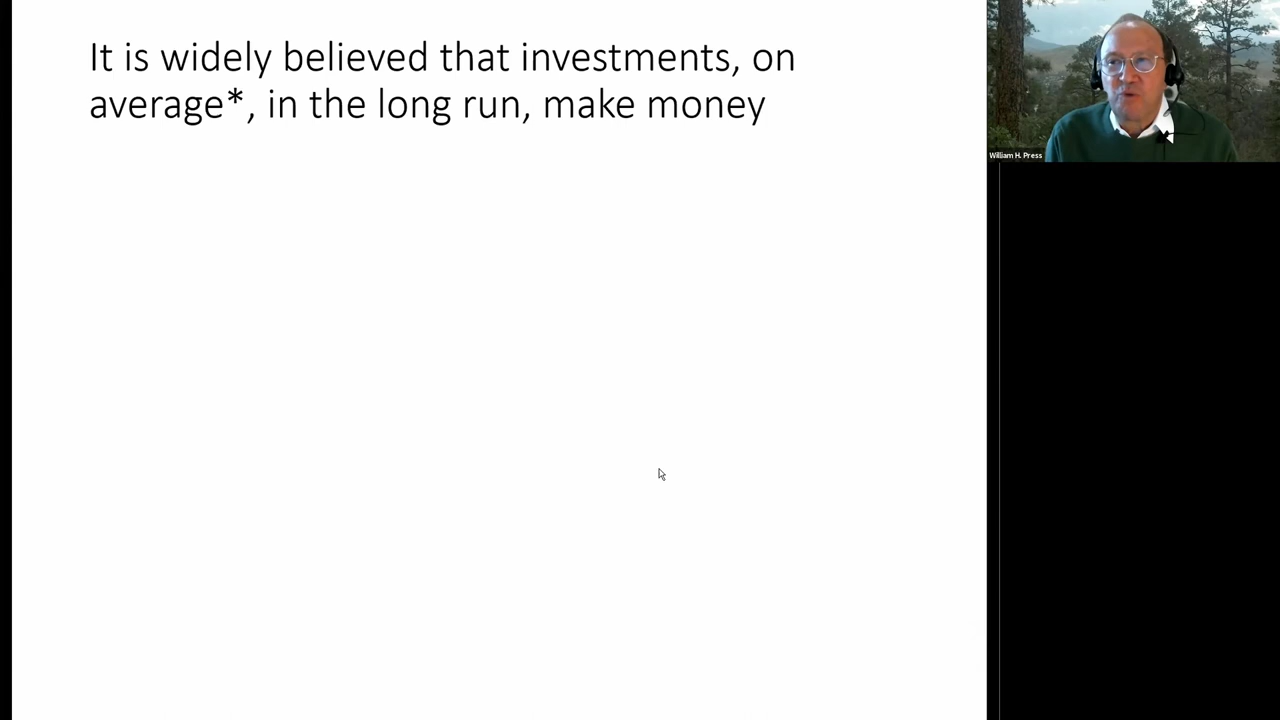 It is widely believed that investments, on
average*, in the long run, make money
William H. Press